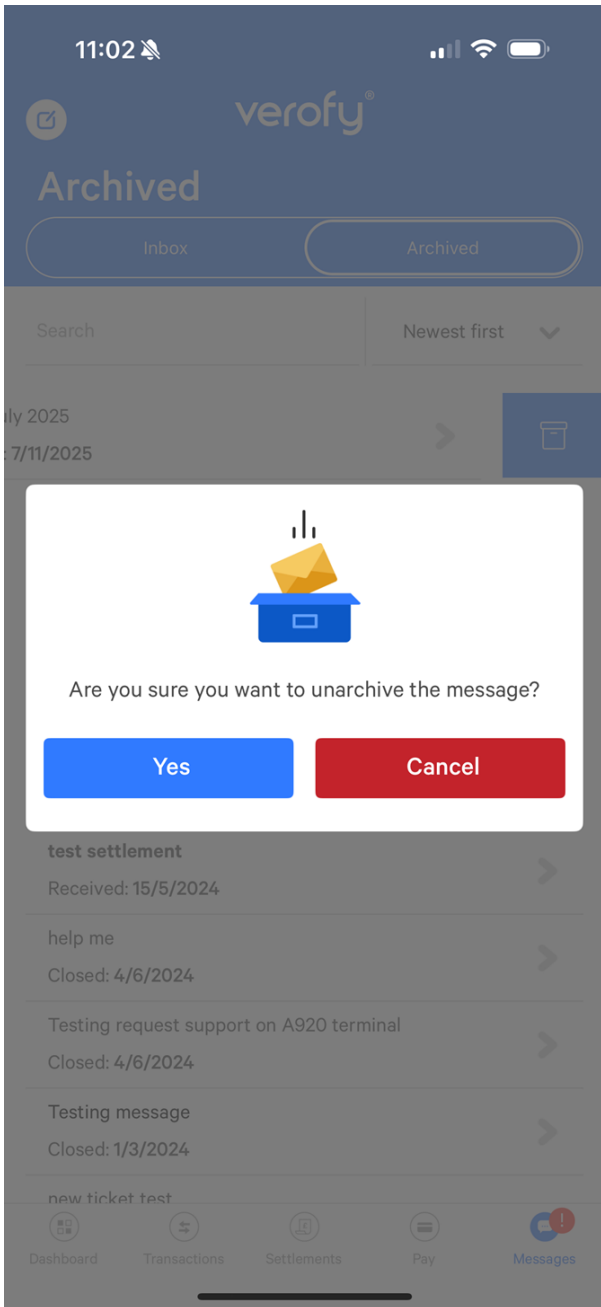 11:02
verofy®
Archived
Inbox
Archived
Search
Newest first
uly 2025
: 7/11/2025
Are you sure you want to unarchive the message?
Yes
Cancel
test settlement
Received: 15/5/2024
help me
Closed: 4/6/2024
Testing request support on A920 terminal
Closed: 4/6/2024
Testing message
Closed: 1/3/2024
new ticket test
Dashboard
Transactions
Settlements
Pay
!
Messages